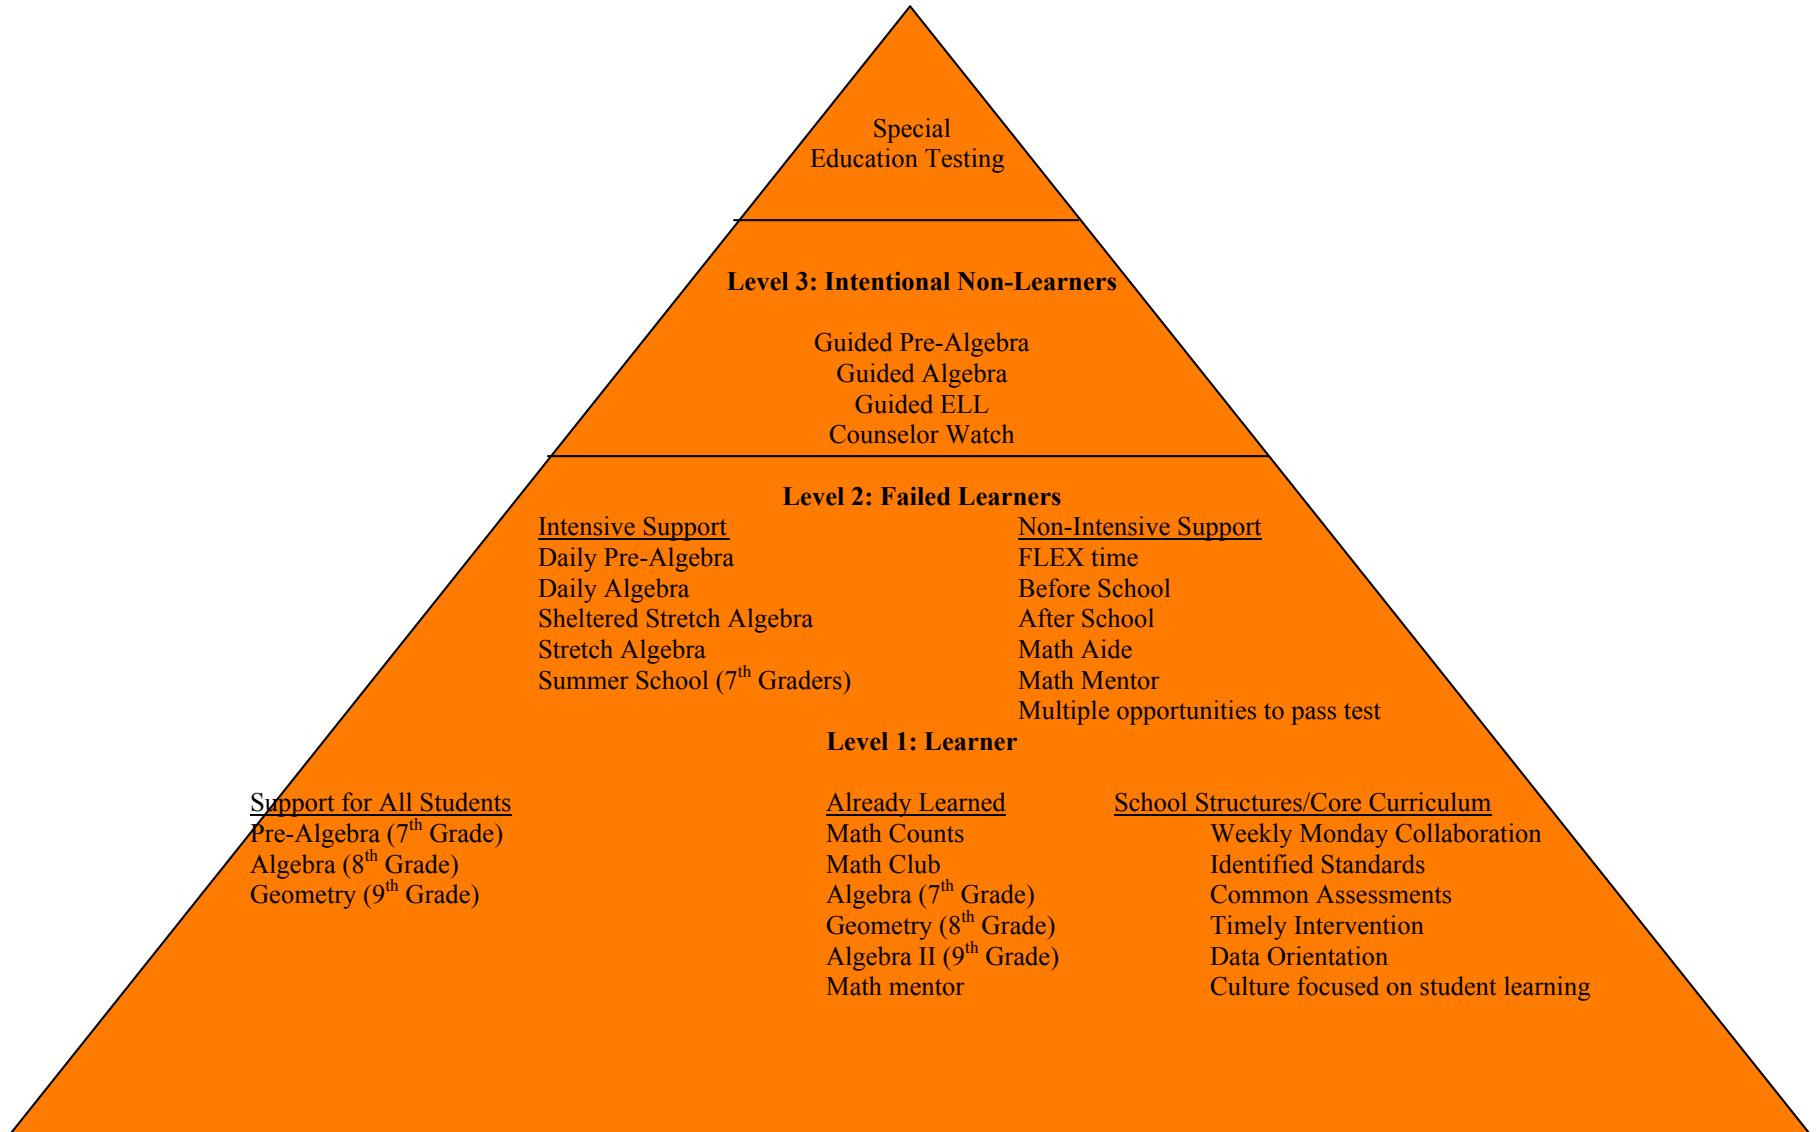 Special
Education Testing
Level 3: Intentional Non-Learners
Guided Pre-Algebra
Guided Algebra
Guided ELL
Counselor Watch
Level 2: Failed Learners
Intensive Support
Daily Pre-Algebra
Daily Algebra
Sheltered Stretch Algebra
Stretch Algebra
Summer School (7th Graders)
Non-Intensive Support
FLEX time
Before School
After School
Math Aide
Math Mentor
Multiple opportunities to pass test
Level 1: Learner
Support for All Students
Pre-Algebra (7th Grade)
Algebra (8th Grade)
Geometry (9th Grade)
Already Learned
Math Counts
Math Club
Algebra (7th Grade)
Geometry (8th Grade)
Algebra II (9th Grade)
Math mentor
School Structures/Core Curriculum
Weekly Monday Collaboration
Identified Standards
Common Assessments
Timely Intervention
Data Orientation
Culture focused on student learning